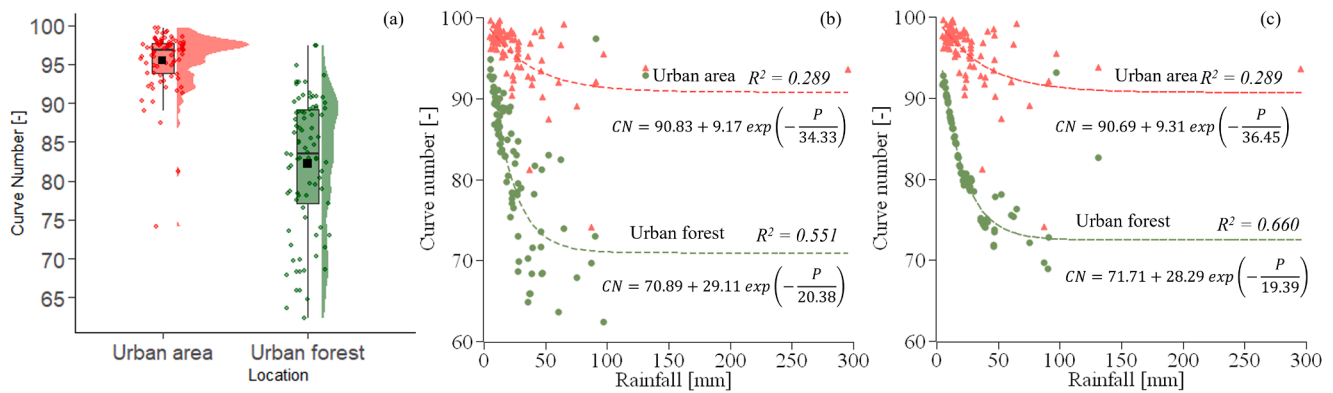 (a)
Curve Number [-]
100
95
90
85
80
75
70
65
Urban area
Urban forest
Location
(b)
Curve number [-]
100
90
80
70
60
Urban area R² = 0.289
CN = 90.83 + 9.17 exp(−P/34.33)
Urban forest R² = 0.551
CN = 70.89 + 29.11 exp(−P/20.38)
0 50 100 150 200 250 300
Rainfall [mm]
(c)
Curve number [-]
100
90
80
70
60
Urban area R² = 0.289
CN = 90.69 + 9.31 exp(−P/36.45)
Urban forest R² = 0.660
CN = 71.71 + 28.29 exp(−P/19.39)
0 50 100 150 200 250 300
Rainfall [mm]